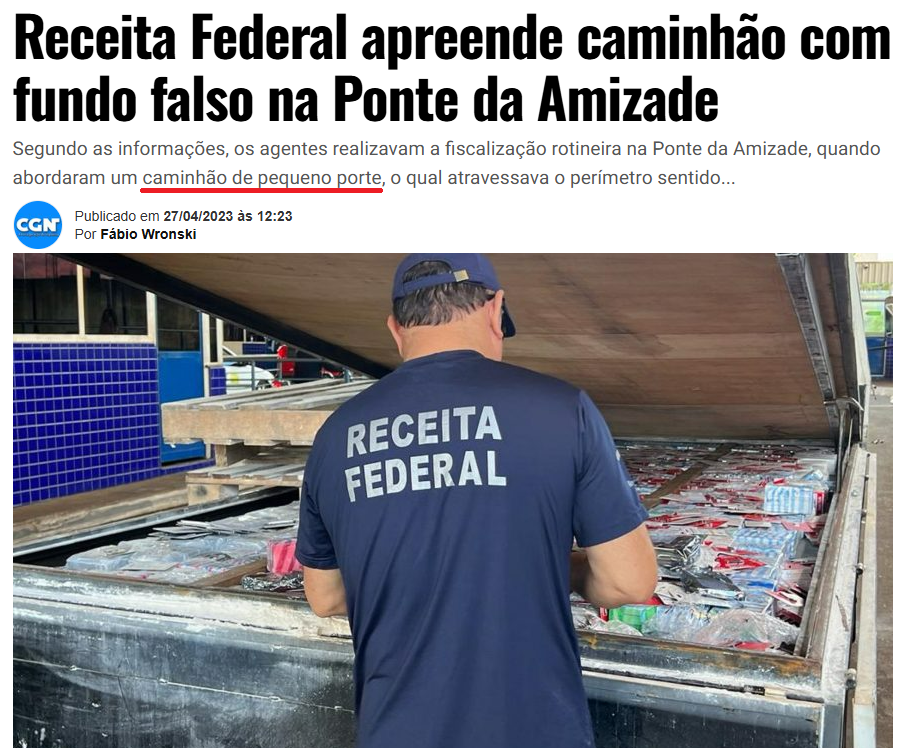 Receita Federal apreende caminhão com
fundo falso na Ponte da Amizade
Segundo as informações, os agentes realizavam a fiscalização rotineira na Ponte da Amizade, quando
abordaram um caminhão de pequeno porte, o qual atravessava o perímetro sentido...
CGN
Publicado em 27/04/2023 às 12:23
Por Fábio Wronski
RECEITA
FEDERAL